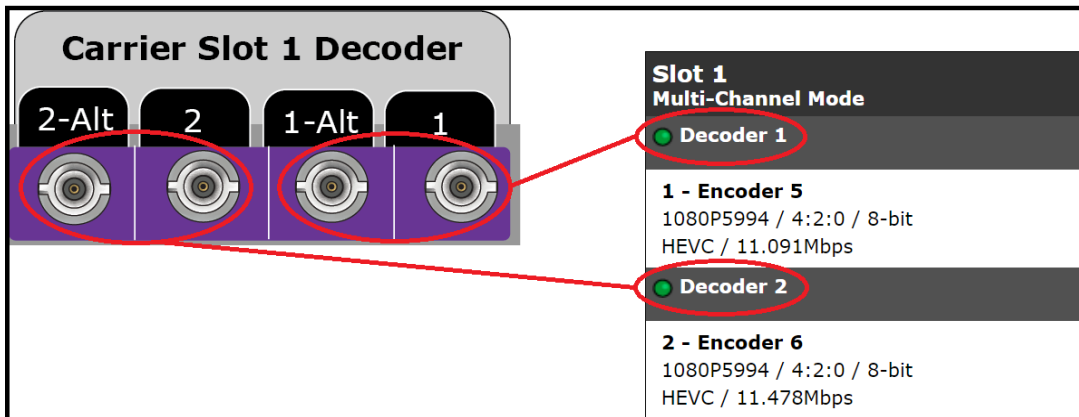 Carrier Slot 1 Decoder
2-Alt
2
1-Alt
1
Slot 1
Multi-Channel Mode
Decoder 1
1 - Encoder 5
1080P5994 / 4:2:0 / 8-bit
HEVC / 11.091Mbps
Decoder 2
2 - Encoder 6
1080P5994 / 4:2:0 / 8-bit
HEVC / 11.478Mbps